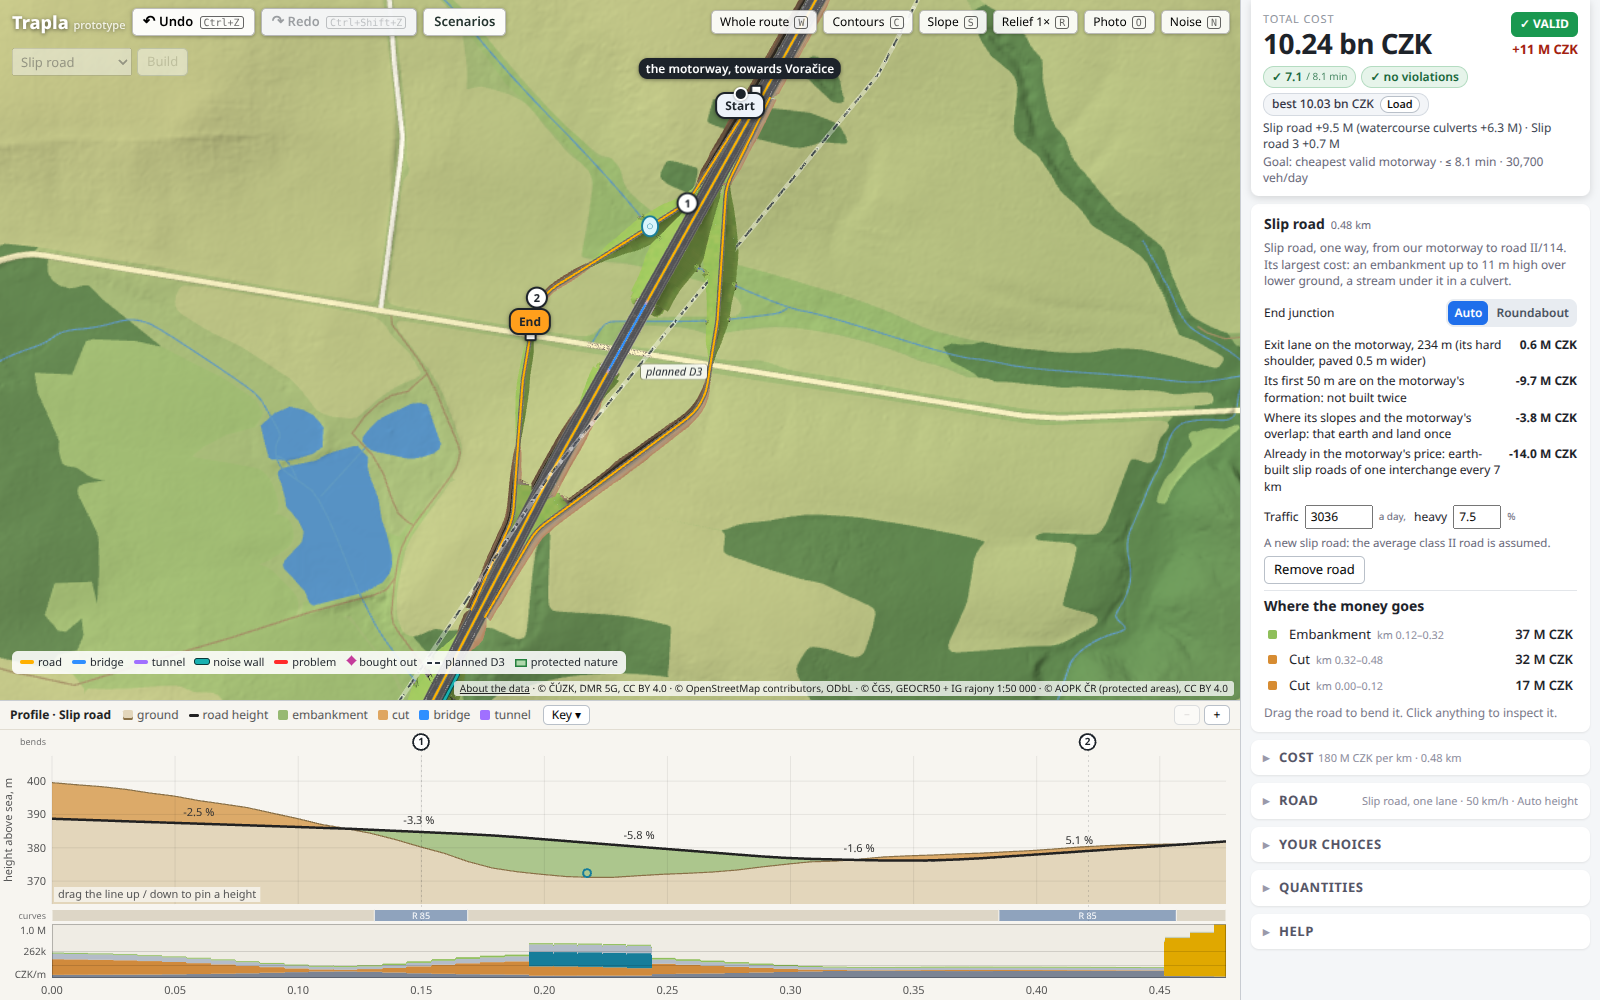 Trapla prototype
↶ Undo Ctrl+Z
↷ Redo Ctrl+Shift+Z
Scenarios
Whole route W
Contours C
Slope S
Relief 1× R
Photo O
Noise N
Slip road
Build
the motorway, towards Voračice
Start
1
2
End
planned D3
road
bridge
tunnel
noise wall
problem
bought out
planned D3
protected nature
About the data · © ČÚZK, DMR 5G, CC BY 4.0 · © OpenStreetMap contributors, ODbL · © ČGS, GEOCR50 + IG rajony 1:50 000 · © AOPK ČR (protected areas), CC BY 4.0
TOTAL COST
10.24 bn CZK
✓ VALID
+11 M CZK
✓ 7.1 / 8.1 min
✓ no violations
best 10.03 bn CZK Load
Slip road +9.5 M (watercourse culverts +6.3 M) · Slip
road 3 +0.7 M
Goal: cheapest valid motorway · ≤ 8.1 min · 30,700
veh/day
Slip road 0.48 km
Slip road, one way, from our motorway to road II/114.
Its largest cost: an embankment up to 11 m high over
lower ground, a stream under it in a culvert.
End junction Auto Roundabout
Exit lane on the motorway, 234 m (its hard 0.6 M CZK
shoulder, paved 0.5 m wider)
Its first 50 m are on the motorway's -9.7 M CZK
formation: not built twice
Where its slopes and the motorway's -3.8 M CZK
overlap: that earth and land once
Already in the motorway's price: earth- -14.0 M CZK
built slip roads of one interchange every 7
km
Traffic 3036 a day, heavy 7.5 %
A new slip road: the average class II road is assumed.
Remove road
Where the money goes
Embankment km 0.12–0.32 37 M CZK
Cut km 0.32–0.48 32 M CZK
Cut km 0.00–0.12 17 M CZK
Drag the road to bend it. Click anything to inspect it.
▶ COST 180 M CZK per km · 0.48 km
▶ ROAD Slip road, one lane · 50 km/h · Auto height
▶ YOUR CHOICES
▶ QUANTITIES
▶ HELP
Profile · Slip road
ground
road height
embankment
cut
bridge
tunnel
Key ▾
−
+
bends
1
2
height above sea, m
400
390
380
370
-2.5 %
-3.3 %
-5.8 %
-1.6 %
5.1 %
drag the line up / down to pin a height
curves
R 85
R 85
1.0 M
262k
CZK/m
0.00 0.05 0.10 0.15 0.20 0.25 0.30 0.35 0.40 0.45